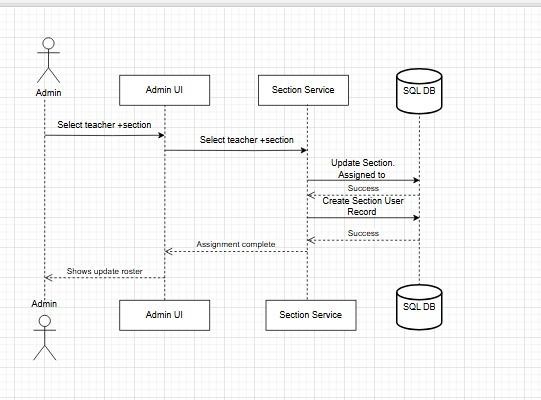 Admin
Admin UI
Section Service
SQL DB
Select teacher +section
Select teacher +section
Update Section.
Assigned to
Success
Create Section User
Record
Success
Assignment complete
Shows update roster
Admin
Admin UI
Section Service
SQL DB